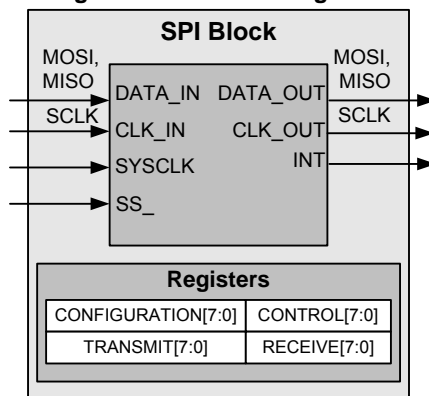 SPI Block
MOSI,
MISO
SCLK
MOSI,
MISO
SCLK
DATA_IN DATA_OUT
CLK_IN CLK_OUT
SYSCLK INT
SS_
Registers
CONFIGURATION[7:0] CONTROL[7:0]
TRANSMIT[7:0] RECEIVE[7:0]